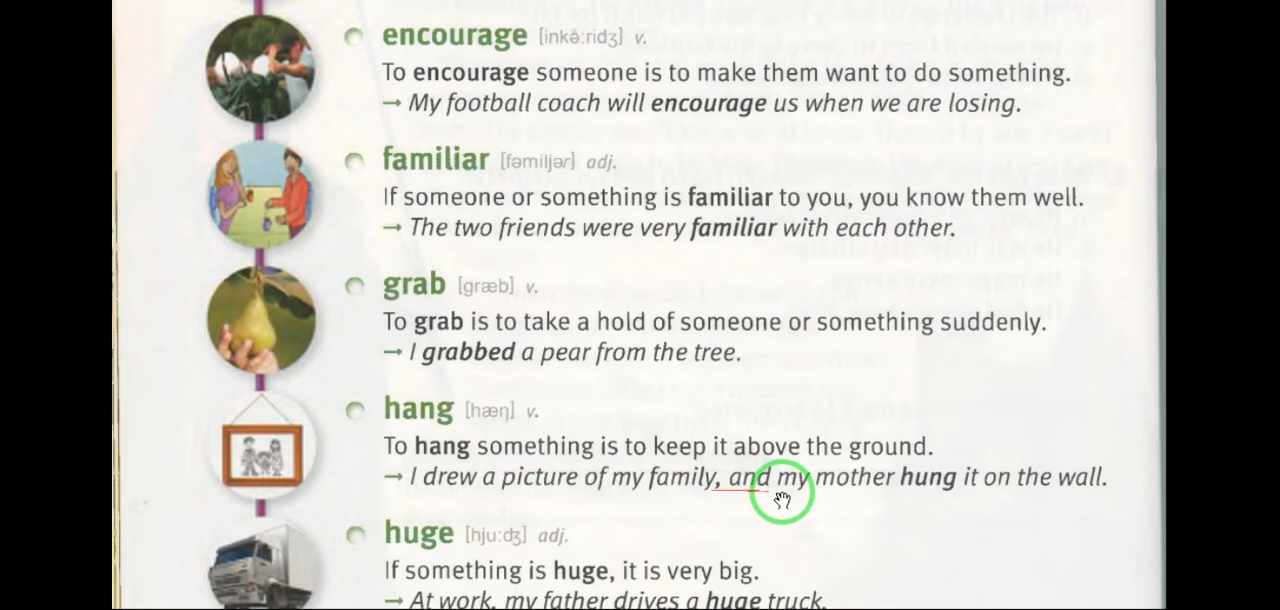 encourage [inkə́ːridʒ] v.
To encourage someone is to make them want to do something.
→ My football coach will encourage us when we are losing.
familiar [fəmiljər] adj.
If someone or something is familiar to you, you know them well.
→ The two friends were very familiar with each other.
grab [græb] v.
To grab is to take a hold of someone or something suddenly.
→ I grabbed a pear from the tree.
hang [hæŋ] v.
To hang something is to keep it above the ground.
→ I drew a picture of my family, and my mother hung it on the wall.
huge [hjuːdʒ] adj.
If something is huge, it is very big.
→ At work, my father drives a huge truck.